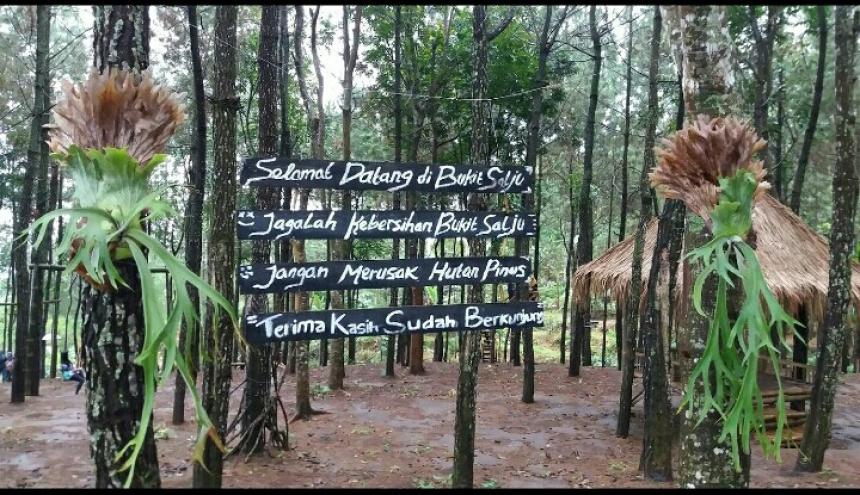 Selamat Datang di Bukit Salju
Jagalah Kebersihan Bukit Salju
Jangan Merusak Hutan Pinus
Terima Kasih Sudah Berkunjung